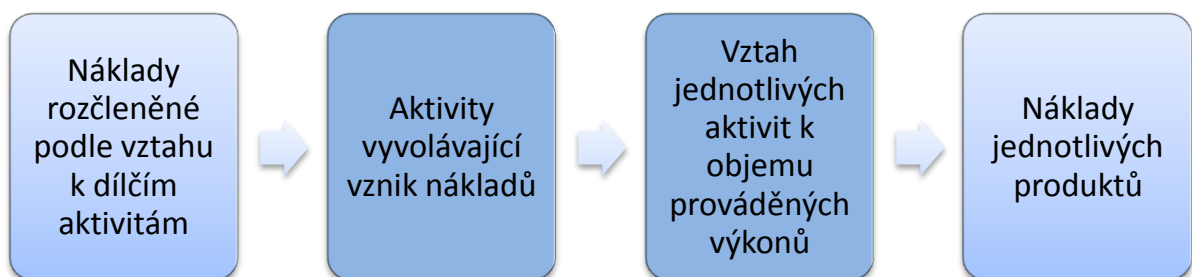 Náklady
rozčleněné
podle vztahu
k dílčím
aktivitám
Aktivity
vyvolávající
vznik nákladů
Vztah
jednotlivých
aktivit k
objemu
prováděných
výkonů
Náklady
jednotlivých
produktů